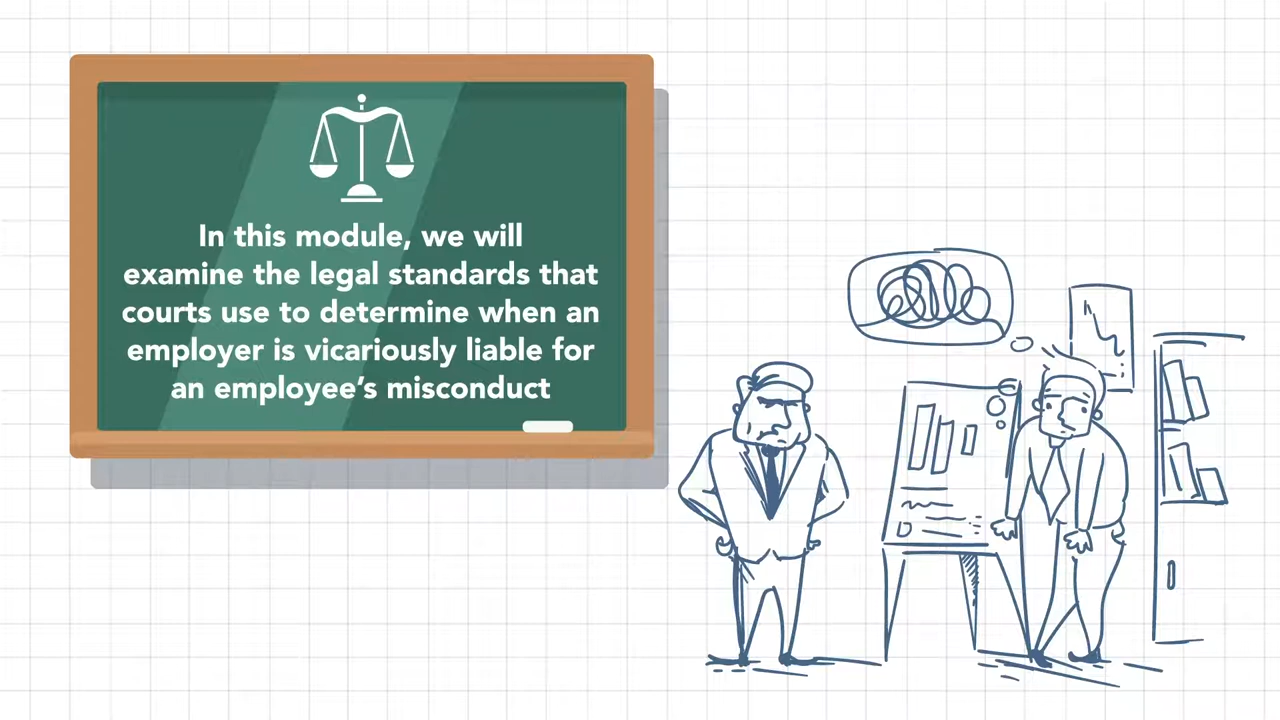 In this module, we will
examine the legal standards that
courts use to determine when an
employer is vicariously liable for
an employee’s misconduct